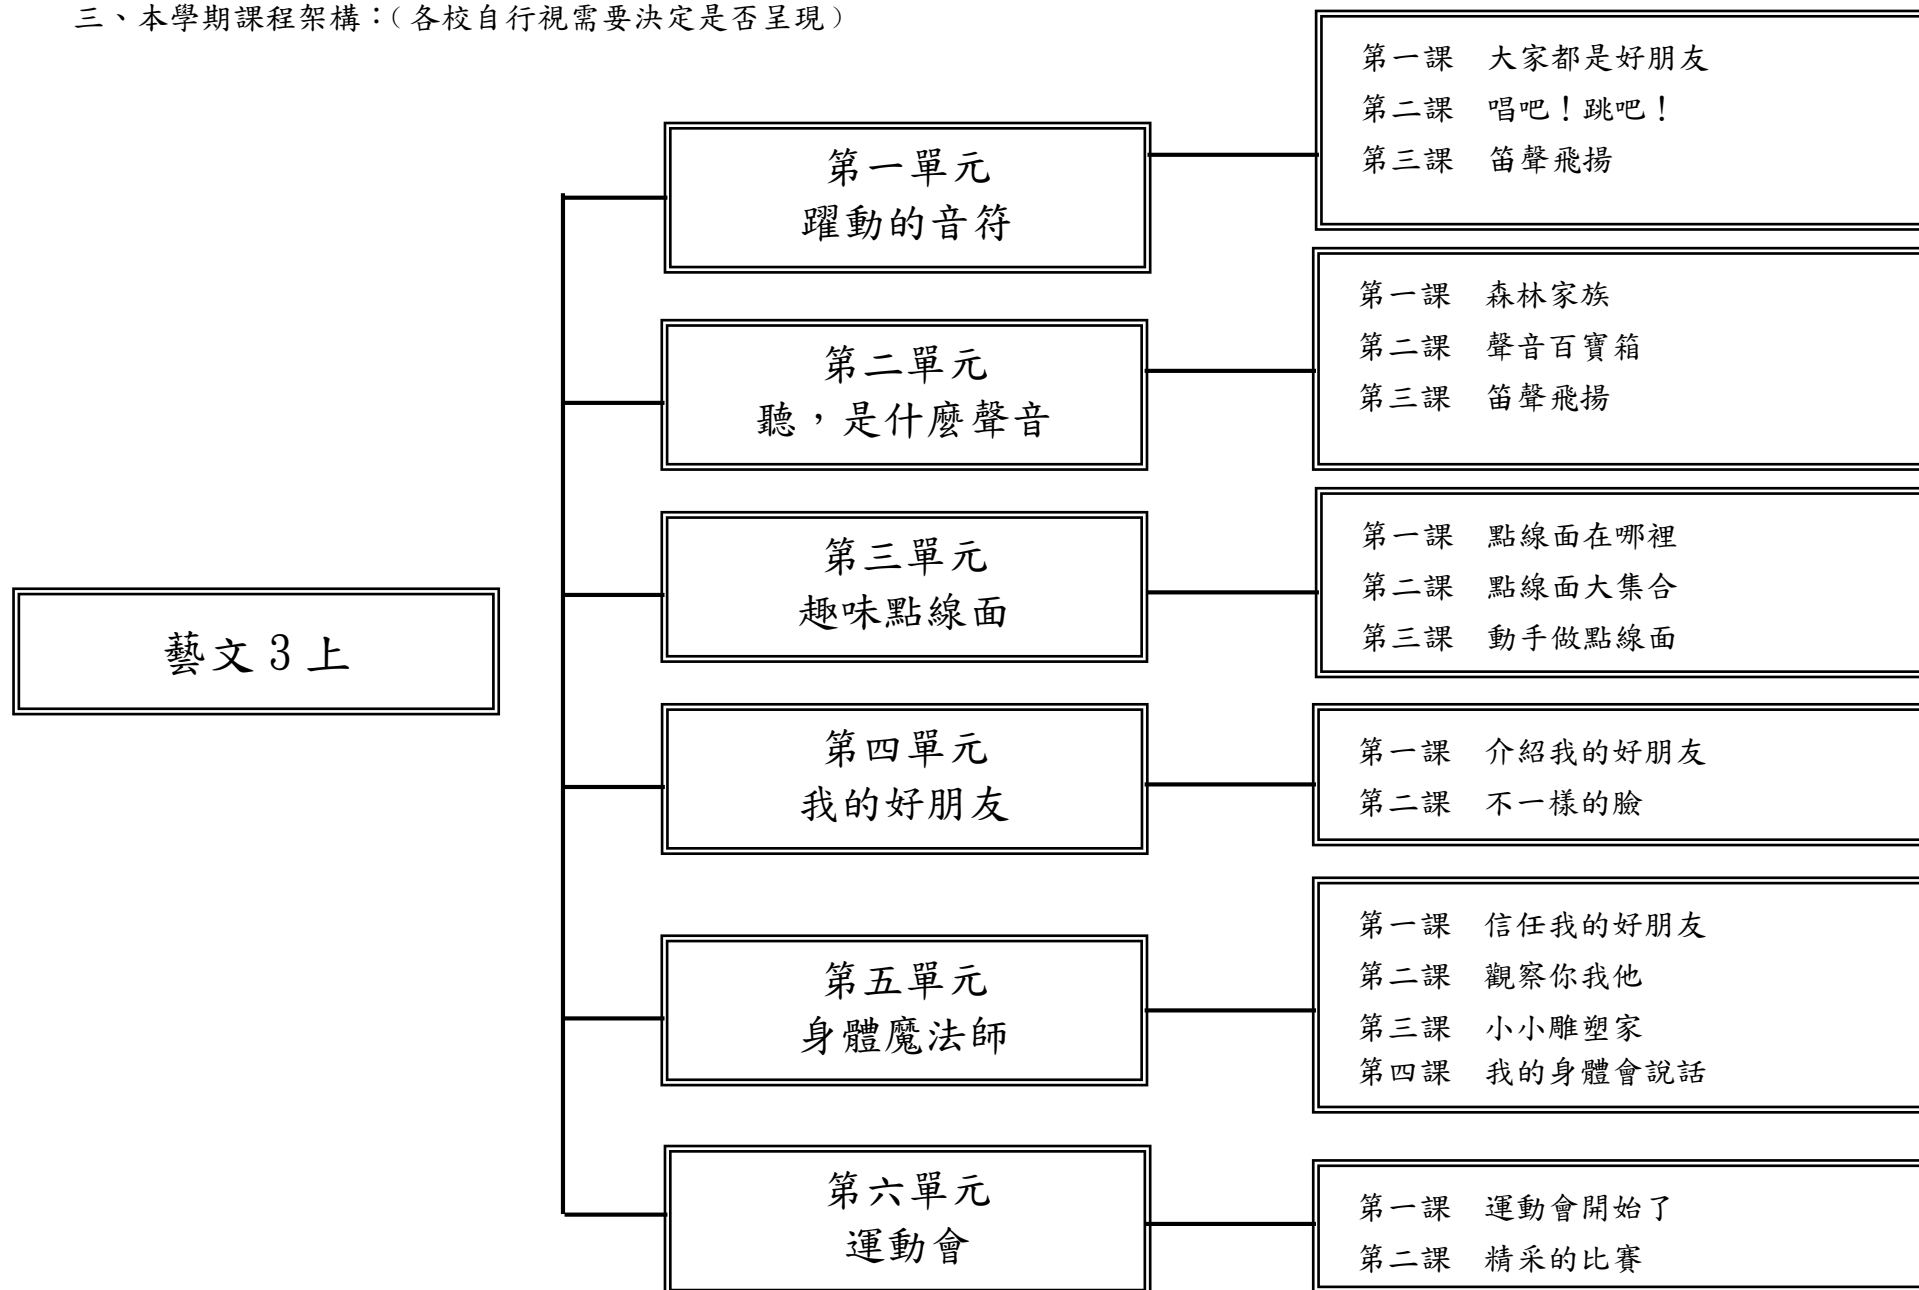 三、本學期課程架構：（各校自行視需要決定是否呈現）
藝文 3 上
第一單元
躍動的音符
第一課　大家都是好朋友
第二課　唱吧！跳吧！
第三課　笛聲飛揚
第二單元
聽，是什麼聲音
第一課　森林家族
第二課　聲音百寶箱
第三課　笛聲飛揚
第三單元
趣味點線面
第一課　點線面在哪裡
第二課　點線面大集合
第三課　動手做點線面
第四單元
我的好朋友
第一課　介紹我的好朋友
第二課　不一樣的臉
第五單元
身體魔法師
第一課　信任我的好朋友
第二課　觀察你我他
第三課　小小雕塑家
第四課　我的身體會說話
第六單元
運動會
第一課　運動會開始了
第二課　精采的比賽